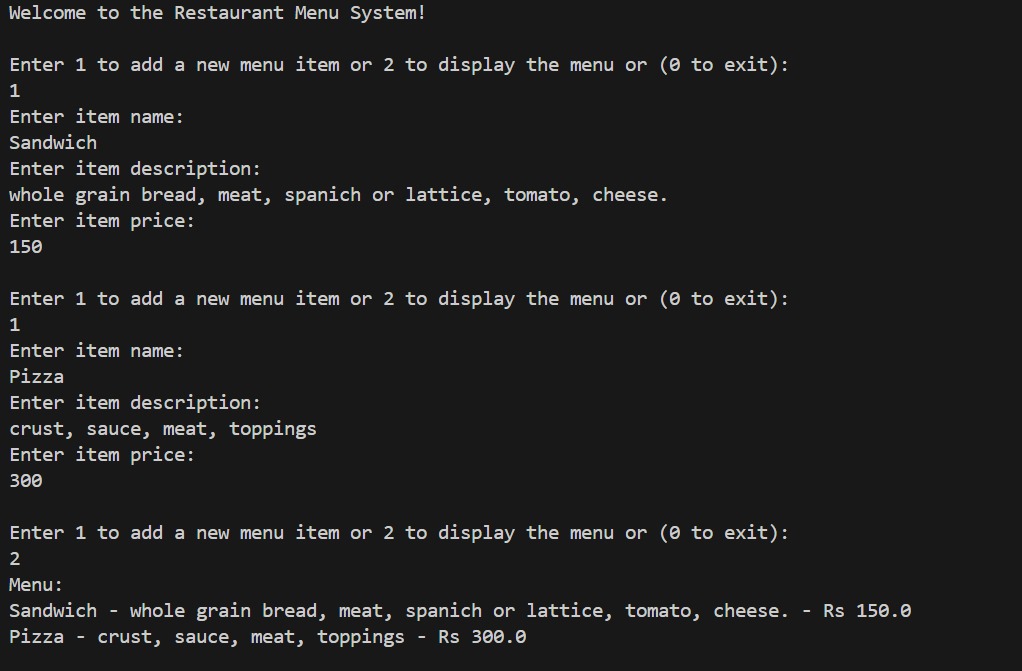 Welcome to the Restaurant Menu System!
Enter 1 to add a new menu item or 2 to display the menu or (0 to exit):
1
Enter item name:
Sandwich
Enter item description:
whole grain bread, meat, spanich or lattice, tomato, cheese.
Enter item price:
150
Enter 1 to add a new menu item or 2 to display the menu or (0 to exit):
1
Enter item name:
Pizza
Enter item description:
crust, sauce, meat, toppings
Enter item price:
300
Enter 1 to add a new menu item or 2 to display the menu or (0 to exit):
2
Menu:
Sandwich - whole grain bread, meat, spanich or lattice, tomato, cheese. - Rs 150.0
Pizza - crust, sauce, meat, toppings - Rs 300.0